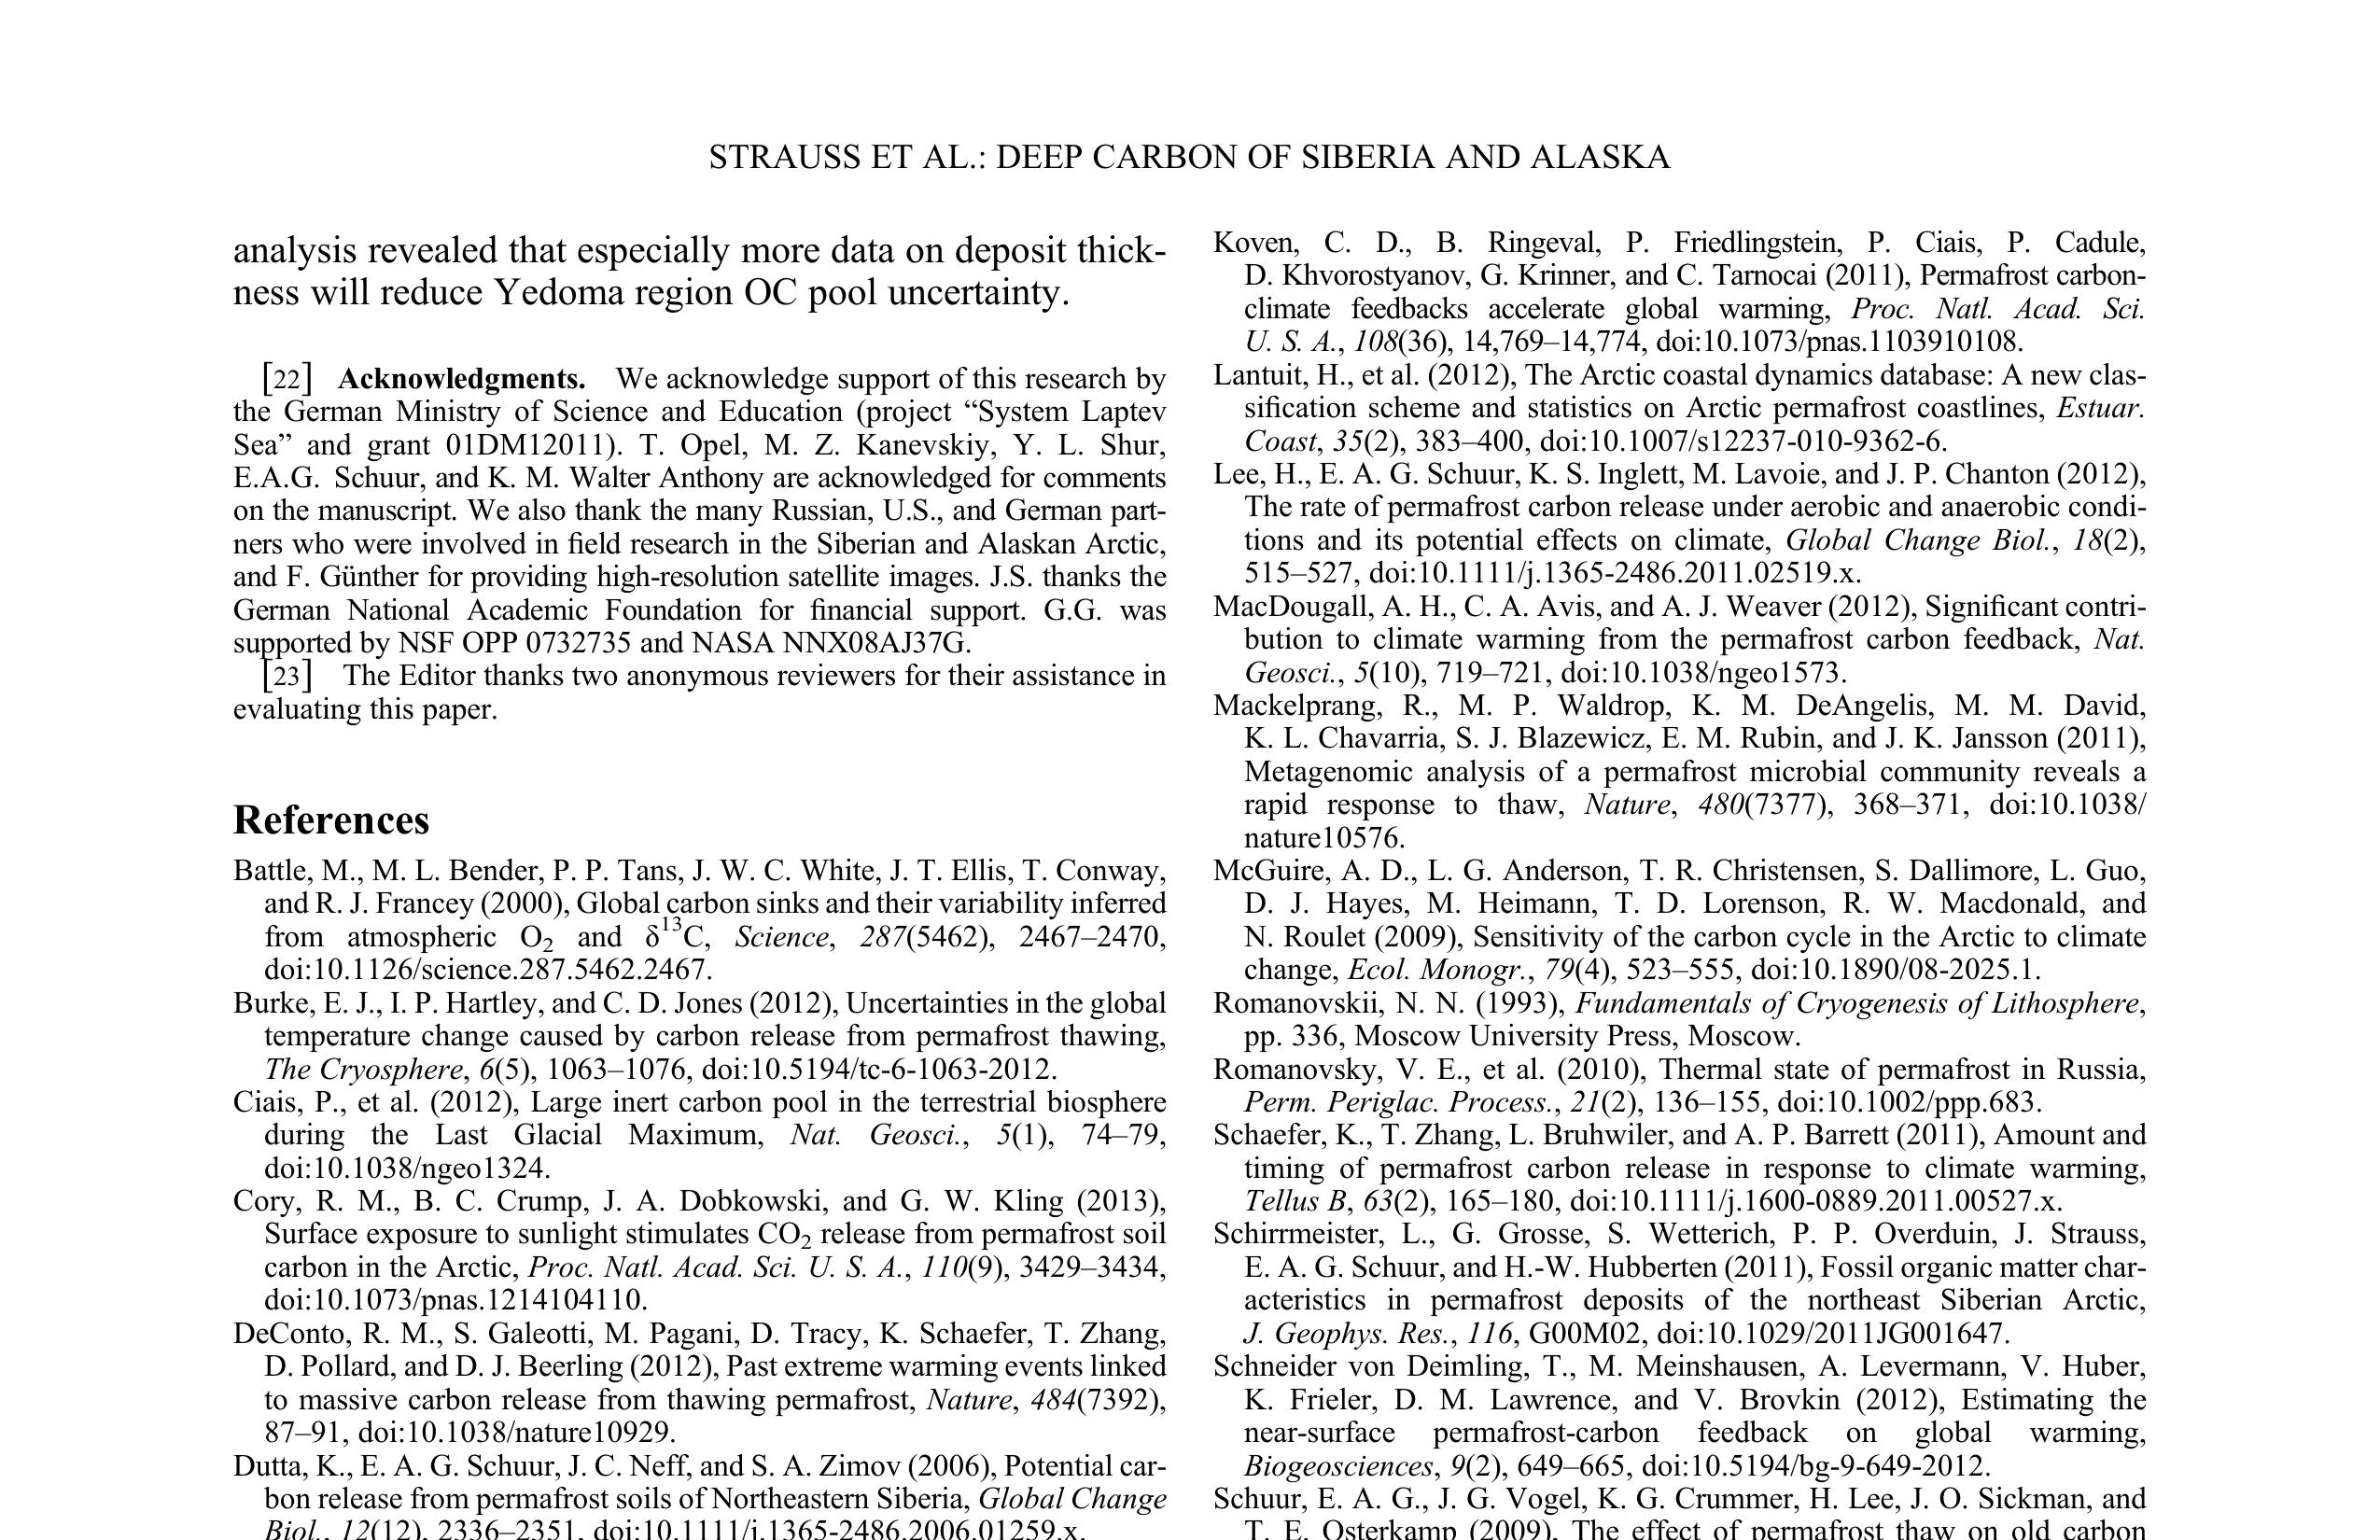 STRAUSS ET AL.: DEEP CARBON OF SIBERIA AND ALASKA
analysis revealed that especially more data on deposit thick-
ness will reduce Yedoma region OC pool uncertainty.
[22] Acknowledgments. We acknowledge support of this research by
the German Ministry of Science and Education (project “System Laptev
Sea” and grant 01DM12011). T. Opel, M. Z. Kanevskiy, Y. L. Shur,
E.A.G. Schuur, and K. M. Walter Anthony are acknowledged for comments
on the manuscript. We also thank the many Russian, U.S., and German part-
ners who were involved in field research in the Siberian and Alaskan Arctic,
and F. Günther for providing high-resolution satellite images. J.S. thanks the
German National Academic Foundation for financial support. G.G. was
supported by NSF OPP 0732735 and NASA NNX08AJ37G.
[23] The Editor thanks two anonymous reviewers for their assistance in
evaluating this paper.
References
Battle, M., M. L. Bender, P. P. Tans, J. W. C. White, J. T. Ellis, T. Conway,
and R. J. Francey (2000), Global carbon sinks and their variability inferred
from atmospheric O₂ and δ¹³C, Science, 287(5462), 2467–2470,
doi:10.1126/science.287.5462.2467.
Burke, E. J., I. P. Hartley, and C. D. Jones (2012), Uncertainties in the global
temperature change caused by carbon release from permafrost thawing,
The Cryosphere, 6(5), 1063–1076, doi:10.5194/tc-6-1063-2012.
Ciais, P., et al. (2012), Large inert carbon pool in the terrestrial biosphere
during the Last Glacial Maximum, Nat. Geosci., 5(1), 74–79,
doi:10.1038/ngeo1324.
Cory, R. M., B. C. Crump, J. A. Dobkowski, and G. W. Kling (2013),
Surface exposure to sunlight stimulates CO₂ release from permafrost soil
carbon in the Arctic, Proc. Natl. Acad. Sci. U. S. A., 110(9), 3429–3434,
doi:10.1073/pnas.1214104110.
DeConto, R. M., S. Galeotti, M. Pagani, D. Tracy, K. Schaefer, T. Zhang,
D. Pollard, and D. J. Beerling (2012), Past extreme warming events linked
to massive carbon release from thawing permafrost, Nature, 484(7392),
87–91, doi:10.1038/nature10929.
Dutta, K., E. A. G. Schuur, J. C. Neff, and S. A. Zimov (2006), Potential car-
bon release from permafrost soils of Northeastern Siberia, Global Change
Biol., 12(12), 2336–2351, doi:10.1111/j.1365-2486.2006.01259.x.
Koven, C. D., B. Ringeval, P. Friedlingstein, P. Ciais, P. Cadule,
D. Khvorostyanov, G. Krinner, and C. Tarnocai (2011), Permafrost carbon-
climate feedbacks accelerate global warming, Proc. Natl. Acad. Sci.
U. S. A., 108(36), 14,769–14,774, doi:10.1073/pnas.1103910108.
Lantuit, H., et al. (2012), The Arctic coastal dynamics database: A new clas-
sification scheme and statistics on Arctic permafrost coastlines, Estuar.
Coast, 35(2), 383–400, doi:10.1007/s12237-010-9362-6.
Lee, H., E. A. G. Schuur, K. S. Inglett, M. Lavoie, and J. P. Chanton (2012),
The rate of permafrost carbon release under aerobic and anaerobic condi-
tions and its potential effects on climate, Global Change Biol., 18(2),
515–527, doi:10.1111/j.1365-2486.2011.02519.x.
MacDougall, A. H., C. A. Avis, and A. J. Weaver (2012), Significant contri-
bution to climate warming from the permafrost carbon feedback, Nat.
Geosci., 5(10), 719–721, doi:10.1038/ngeo1573.
Mackelprang, R., M. P. Waldrop, K. M. DeAngelis, M. M. David,
K. L. Chavarria, S. J. Blazewicz, E. M. Rubin, and J. K. Jansson (2011),
Metagenomic analysis of a permafrost microbial community reveals a
rapid response to thaw, Nature, 480(7377), 368–371, doi:10.1038/
nature10576.
McGuire, A. D., L. G. Anderson, T. R. Christensen, S. Dallimore, L. Guo,
D. J. Hayes, M. Heimann, T. D. Lorenson, R. W. Macdonald, and
N. Roulet (2009), Sensitivity of the carbon cycle in the Arctic to climate
change, Ecol. Monogr., 79(4), 523–555, doi:10.1890/08-2025.1.
Romanovskii, N. N. (1993), Fundamentals of Cryogenesis of Lithosphere,
pp. 336, Moscow University Press, Moscow.
Romanovsky, V. E., et al. (2010), Thermal state of permafrost in Russia,
Perm. Periglac. Process., 21(2), 136–155, doi:10.1002/ppp.683.
Schaefer, K., T. Zhang, L. Bruhwiler, and A. P. Barrett (2011), Amount and
timing of permafrost carbon release in response to climate warming,
Tellus B, 63(2), 165–180, doi:10.1111/j.1600-0889.2011.00527.x.
Schirrmeister, L., G. Grosse, S. Wetterich, P. P. Overduin, J. Strauss,
E. A. G. Schuur, and H.-W. Hubberten (2011), Fossil organic matter char-
acteristics in permafrost deposits of the northeast Siberian Arctic,
J. Geophys. Res., 116, G00M02, doi:10.1029/2011JG001647.
Schneider von Deimling, T., M. Meinshausen, A. Levermann, V. Huber,
K. Frieler, D. M. Lawrence, and V. Brovkin (2012), Estimating the
near-surface permafrost-carbon feedback on global warming,
Biogeosciences, 9(2), 649–665, doi:10.5194/bg-9-649-2012.
Schuur, E. A. G., J. G. Vogel, K. G. Crummer, H. Lee, J. O. Sickman, and
T. E. Osterkamp (2009), The effect of permafrost thaw on old carbon